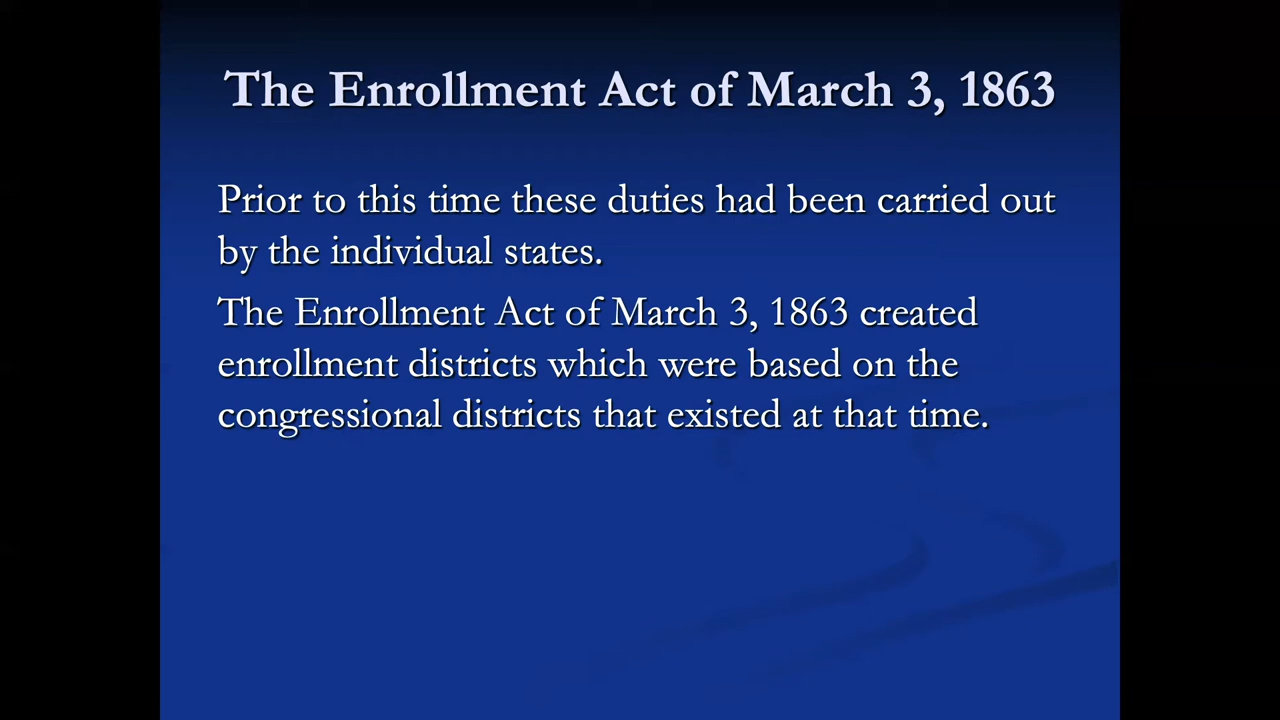 The Enrollment Act of March 3, 1863
Prior to this time these duties had been carried out
by the individual states.
The Enrollment Act of March 3, 1863 created
enrollment districts which were based on the
congressional districts that existed at that time.